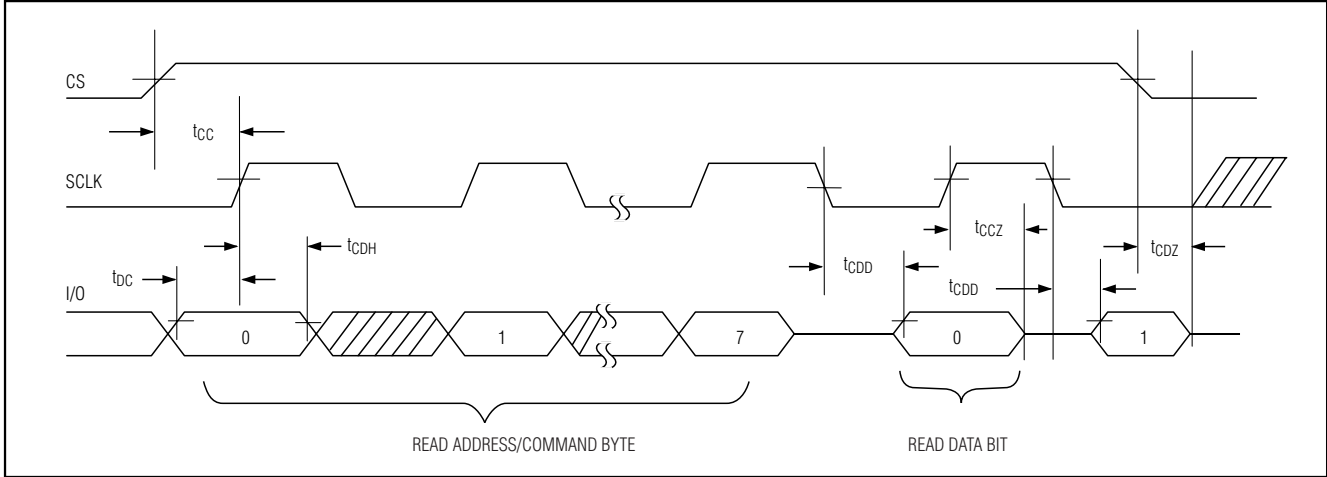 CS
tCC
SCLK
tCCZ
tCDH
tCDZ
tCDD
tDC
tCDD
I/O
0
1
7
0
1
READ ADDRESS/COMMAND BYTE
READ DATA BIT